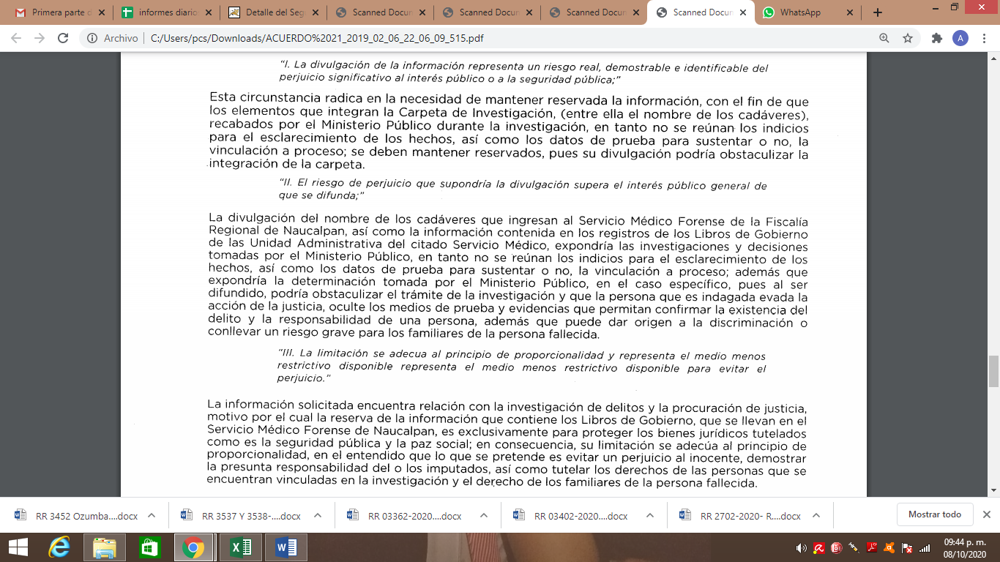 Primera parte d
informes diario
Detalle del Seg
Scanned Docum
Scanned Docum
Scanned Docum
Scanned Docum
WhatsApp
Archivo
C:/Users/pcs/Downloads/ACUERDO%2021_2019_02_06_22_06_09_515.pdf
A
“I. La divulgación de la información representa un riesgo real, demostrable e identificable del
perjuicio significativo al interés público o a la seguridad pública;”
Esta circunstancia radica en la necesidad de mantener reservada la información, con el fin de que
los elementos que integran la Carpeta de Investigación, (entre ella el nombre de los cadáveres),
recabados por el Ministerio Público durante la investigación, en tanto no se reúnan los indicios
para el esclarecimiento de los hechos, así como los datos de prueba para sustentar o no, la
vinculación a proceso; se deben mantener reservados, pues su divulgación podría obstaculizar la
integración de la carpeta.
“II. El riesgo de perjuicio que supondría la divulgación supera el interés público general de
que se difunda;”
La divulgación del nombre de los cadáveres que ingresan al Servicio Médico Forense de la Fiscalía
Regional de Naucalpan, así como la información contenida en los registros de los Libros de Gobierno
de las Unidad Administrativa del citado Servicio Médico, expondría las investigaciones y decisiones
tomadas por el Ministerio Público, en tanto no se reúnan los indicios para el esclarecimiento de los
hechos, así como los datos de prueba para sustentar o no, la vinculación a proceso; además que
expondría la determinación tomada por el Ministerio Público, en el caso específico, pues al ser
difundido, podría obstaculizar el trámite de la investigación y que la persona que es indagada evada la
acción de la justicia, oculte los medios de prueba y evidencias que permitan confirmar la existencia del
delito y la responsabilidad de una persona, además que puede dar origen a la discriminación o
conllevar un riesgo grave para los familiares de la persona fallecida.
“III. La limitación se adecua al principio de proporcionalidad y representa el medio menos
restrictivo disponible representa el medio menos restrictivo disponible para evitar el
perjuicio.”
La información solicitada encuentra relación con la investigación de delitos y la procuración de justicia,
motivo por el cual la reserva de la información que contiene los Libros de Gobierno, que se llevan en el
Servicio Médico Forense de Naucalpan, es exclusivamente para proteger los bienes jurídicos tutelados
como es la seguridad pública y la paz social; en consecuencia, su limitación se adecúa al principio de
proporcionalidad, en el entendido que lo que se pretende es evitar un perjuicio al inocente, demostrar
la presunta responsabilidad del o los imputados, así como tutelar los derechos de las personas que se
encuentran vinculadas en la investigación y el derecho de los familiares de la persona fallecida.
RR 3452 Ozumba....docx
RR 3537 Y 3538-....docx
RR 03362-2020....docx
RR 03402-2020....docx
RR 2702-2020- R....docx
Mostrar todo
09:44 p. m.
08/10/2020